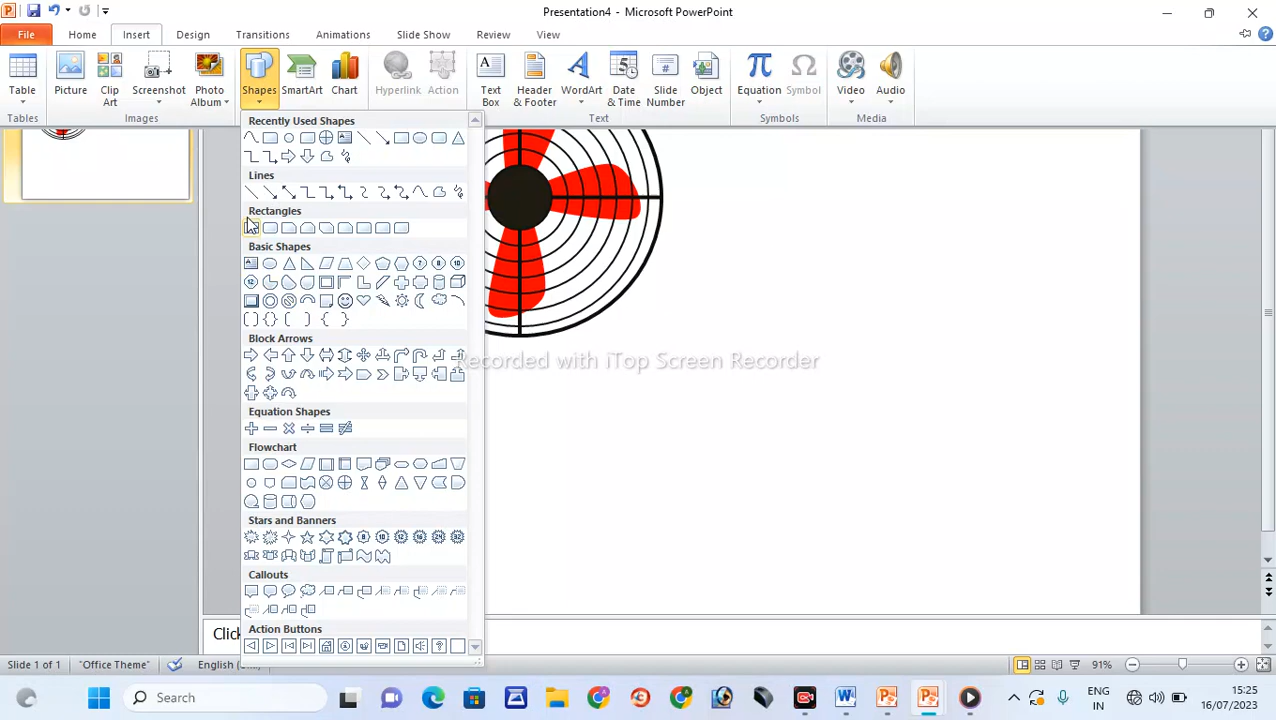 Presentation4 - Microsoft PowerPoint
File Home Insert Design Transitions Animations Slide Show Review View
Table Picture Clip Art Screenshot Photo Album Shapes SmartArt Chart Hyperlink Action Text Box Header & Footer WordArt Date & Time Slide Number Object Equation Symbol Video Audio
Tables Images Text Symbols Media
Recently Used Shapes
Lines
Rectangles
Basic Shapes
Block Arrows
Recorded with iTop Screen Recorder
Equation Shapes
Flowchart
Stars and Banners
Callouts
Action Buttons
Click
Slide 1 of 1 "Office Theme" 91%
Search
ENG
IN
13:25
16/07/2023